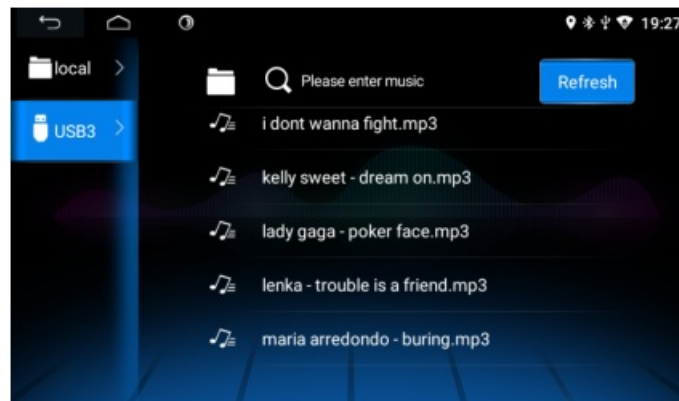 19:27
local
USB3
Please enter music
Refresh
i dont wanna fight.mp3
kelly sweet - dream on.mp3
lady gaga - poker face.mp3
lenka - trouble is a friend.mp3
maria arredondo - buring.mp3